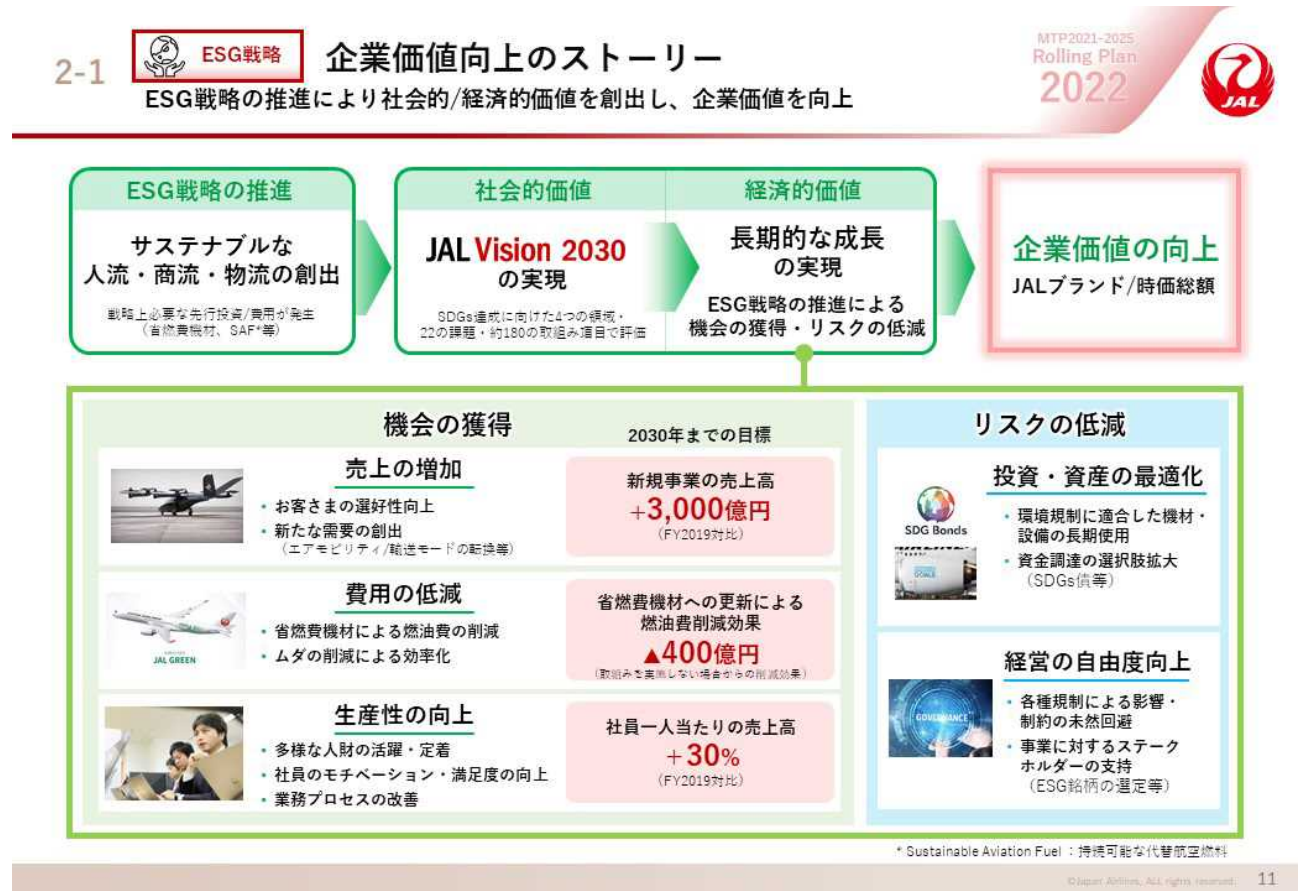 2-1
ESG戦略
企業価値向上のストーリー
ESG戦略の推進により社会的/経済的価値を創出し、企業価値を向上
MTP2021-2025
Rolling Plan
2022
JAL
ESG戦略の推進
サステナブルな
人流・商流・物流の創出
戦略上必要な先行投資/費用が発生
(省燃費機材、SAF*等)
社会的価値
JAL Vision 2030
の実現
SDGs達成に向けた4つの領域・
22の課題・約180の取組み項目で評価
経済的価値
長期的な成長
の実現
ESG戦略の推進による
機会の獲得・リスクの低減
企業価値の向上
JALブランド/時価総額
機会の獲得
2030年までの目標
売上の増加
・お客さまの選好性向上
・新たな需要の創出
(エアモビリティ/輸送モードの転換等)
新規事業の売上高
+3,000億円
(FY2019対比)
JAL GREEN
費用の低減
・省燃費機材による燃油費の削減
・ムダの削減による効率化
省燃費機材への更新による
燃油費削減効果
▲400億円
(取組みを実施しない場合からの削減効果)
生産性の向上
・多様な人財の活躍・定着
・社員のモチベーション・満足度の向上
・業務プロセスの改善
社員一人当たりの売上高
+30%
(FY2019対比)
リスクの低減
SDG Bonds
投資・資産の最適化
・環境規制に適合した機材・
設備の長期使用
・資金調達の選択肢拡大
(SDGs債等)
GOVERNANCE
経営の自由度向上
・各種規制による影響・
制約の未然回避
・事業に対するステーク
ホルダーの支持
(ESG銘柄の選定等)
* Sustainable Aviation Fuel:持続可能な代替航空燃料
©Japan Airlines, ALL rights reserved.
11